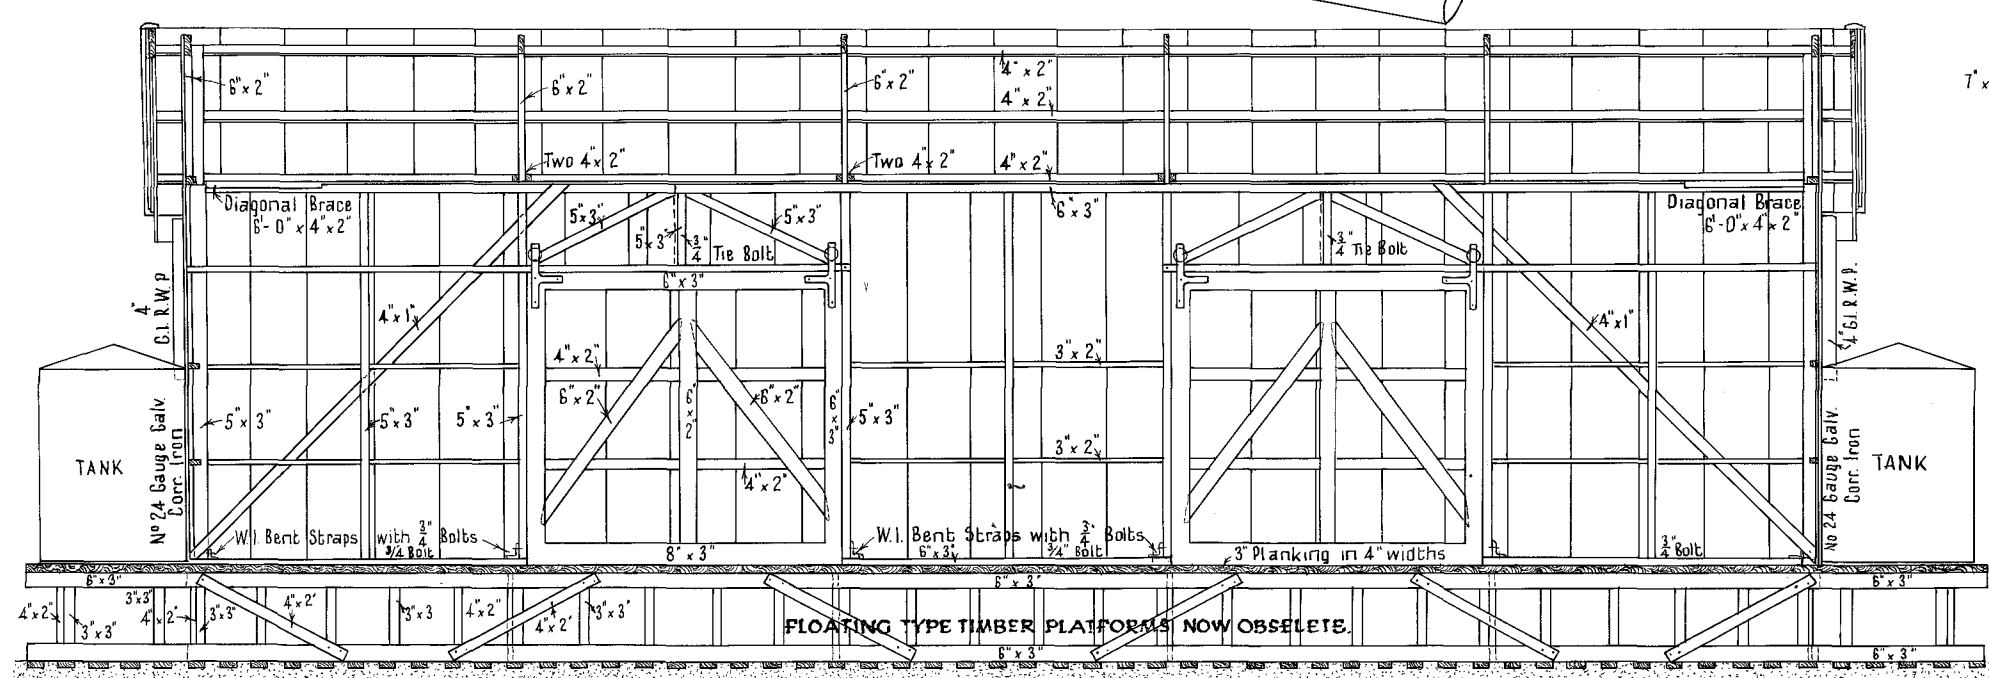 7" x
6" x 2"
6" x 2"
6" x 2"
4" x 2"
4" x 2"
Two 4" x 2"
Two 4" x 2"
4" x 2"
Diagonal Brace
6'-0" x 4" x 2"
5" x 3"
5" x 3"
5" x 3"
3/4" Tie Bolt
6" x 3"
6" x 3"
3/4" Tie Bolt
Diagonal Brace
6'-0" x 4" x 2"
4"
G.I. R.W.P
4" x 1"
4" x 2"
6" x 2"
6" x 2"
6" x 2"
6" x 3"
3" x 2"
4" x 1"
4" G.I. R.W.P.
TANK
No 24 Gauge Galv.
Corr. Iron
5" x 3"
5" x 3"
5" x 3"
5" x 3"
4" x 2"
3" x 2"
No 24 Gauge Galv.
Corr. Iron
TANK
W.I. Bent Straps with 3/4" Bolts
3/4 Bolt
8" x 3"
W.I. Bent Straps with 3/4" Bolts
6" x 3"
3/4" Bolt
3" Planking in 4" widths
3/4" Bolt
6" x 3"
6" x 3"
6" x 3"
4" x 2"
3" x 3"
3" x 3"
4" x 2"
3" x 3"
4" x 2'
3" x 3
4" x 2"
4" x 2'
3" x 3"
FLOATING TYPE TIMBER PLATFORMS NOW OBSELETE.
6" x 3"
6" x 3"